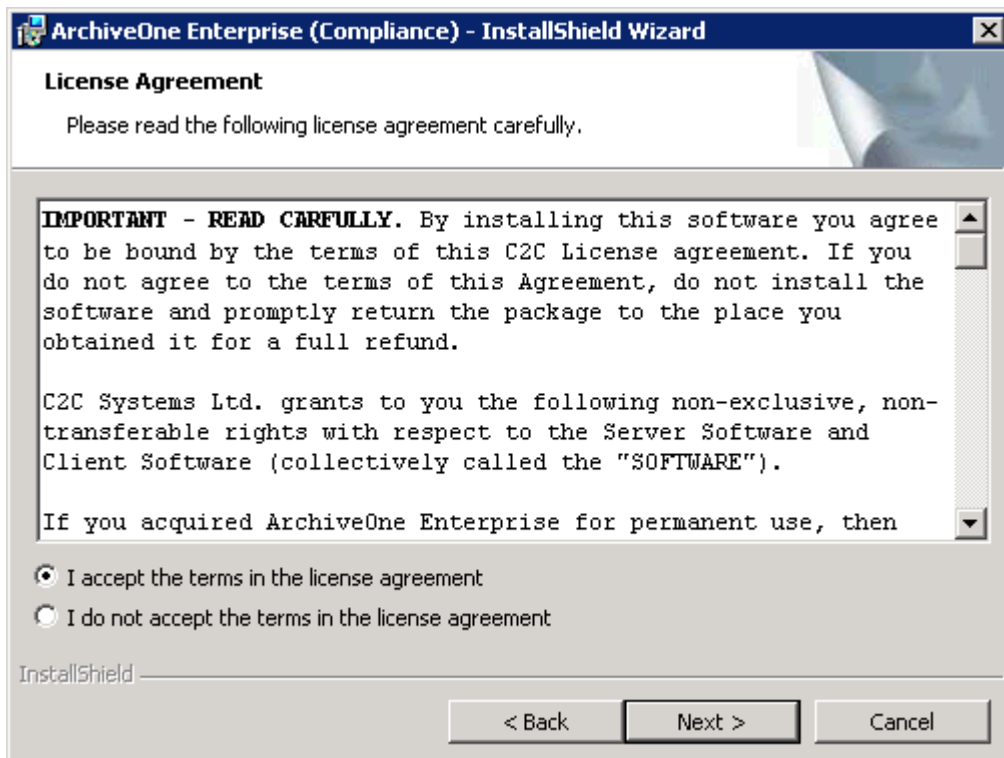 ArchiveOne Enterprise (Compliance) - InstallShield Wizard
License Agreement
Please read the following license agreement carefully.
IMPORTANT - READ CARFULLY. By installing this software you agree
to be bound by the terms of this C2C License agreement. If you
do not agree to the terms of this Agreement, do not install the
software and promptly return the package to the place you
obtained it for a full refund.
C2C Systems Ltd. grants to you the following non-exclusive, non-
transferable rights with respect to the Server Software and
Client Software (collectively called the "SOFTWARE").
If you acquired ArchiveOne Enterprise for permanent use, then
I accept the terms in the license agreement
I do not accept the terms in the license agreement
InstallShield
< Back Next > Cancel